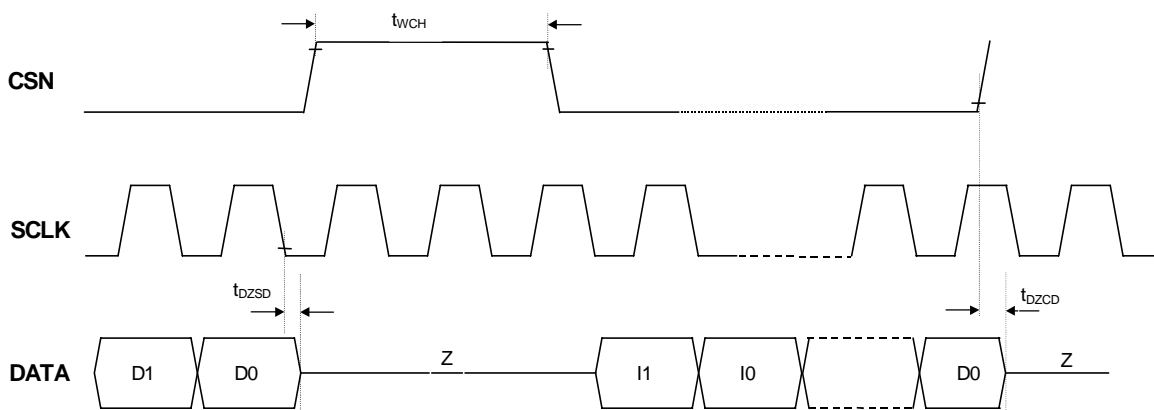 tWCH
CSN
SCLK
tDZSD
tDZCD
DATA
D1
D0
Z
I1
I0
D0
Z